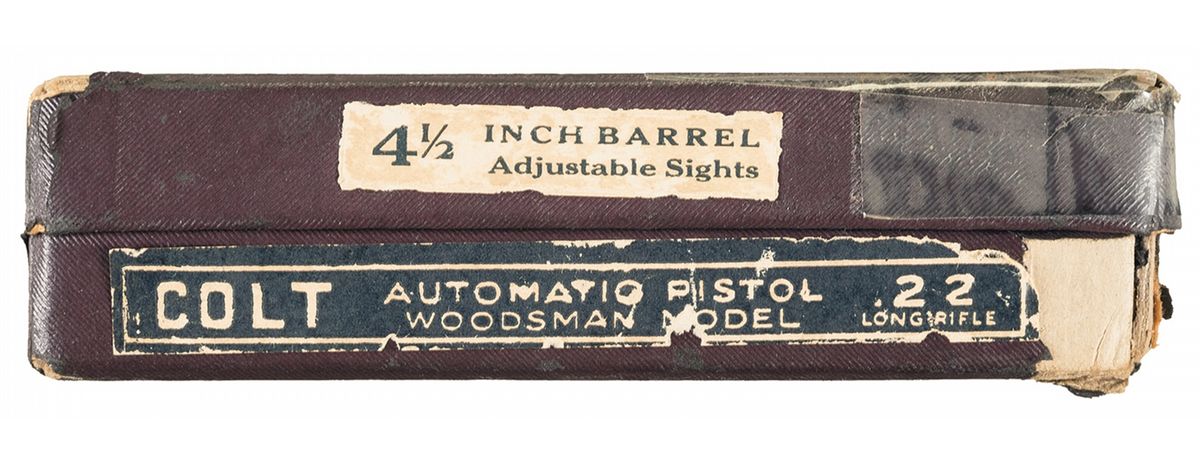 4½ INCH BARREL
Adjustable Sights
COLT AUTOMATIC PISTOL .22
WOODSMAN MODEL LONG RIFLE